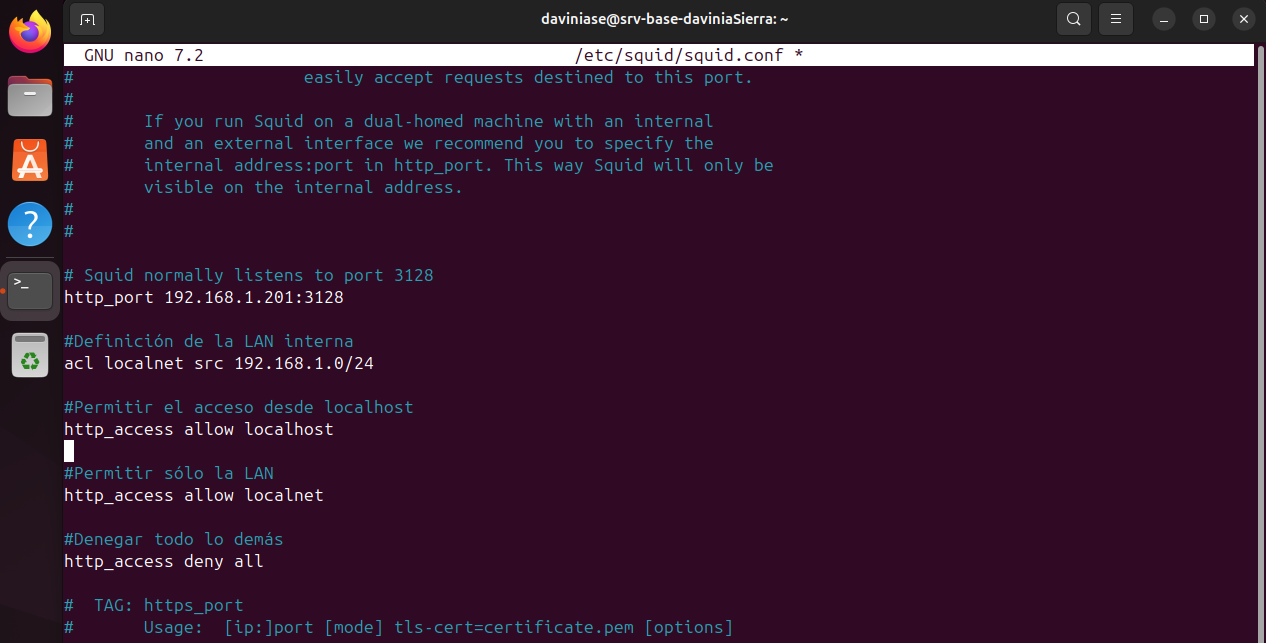 daviniase@srv-base-daviniaSierra: ~
GNU nano 7.2 /etc/squid/squid.conf *
# easily accept requests destined to this port.
#
# If you run Squid on a dual-homed machine with an internal
# and an external interface we recommend you to specify the
# internal address:port in http_port. This way Squid will only be
# visible on the internal address.
#
#
# Squid normally listens to port 3128
http_port 192.168.1.201:3128
#Definición de la LAN interna
acl localnet src 192.168.1.0/24
#Permitir el acceso desde localhost
http_access allow localhost
#Permitir sólo la LAN
http_access allow localnet
#Denegar todo lo demás
http_access deny all
# TAG: https_port
# Usage: [ip:]port [mode] tls-cert=certificate.pem [options]